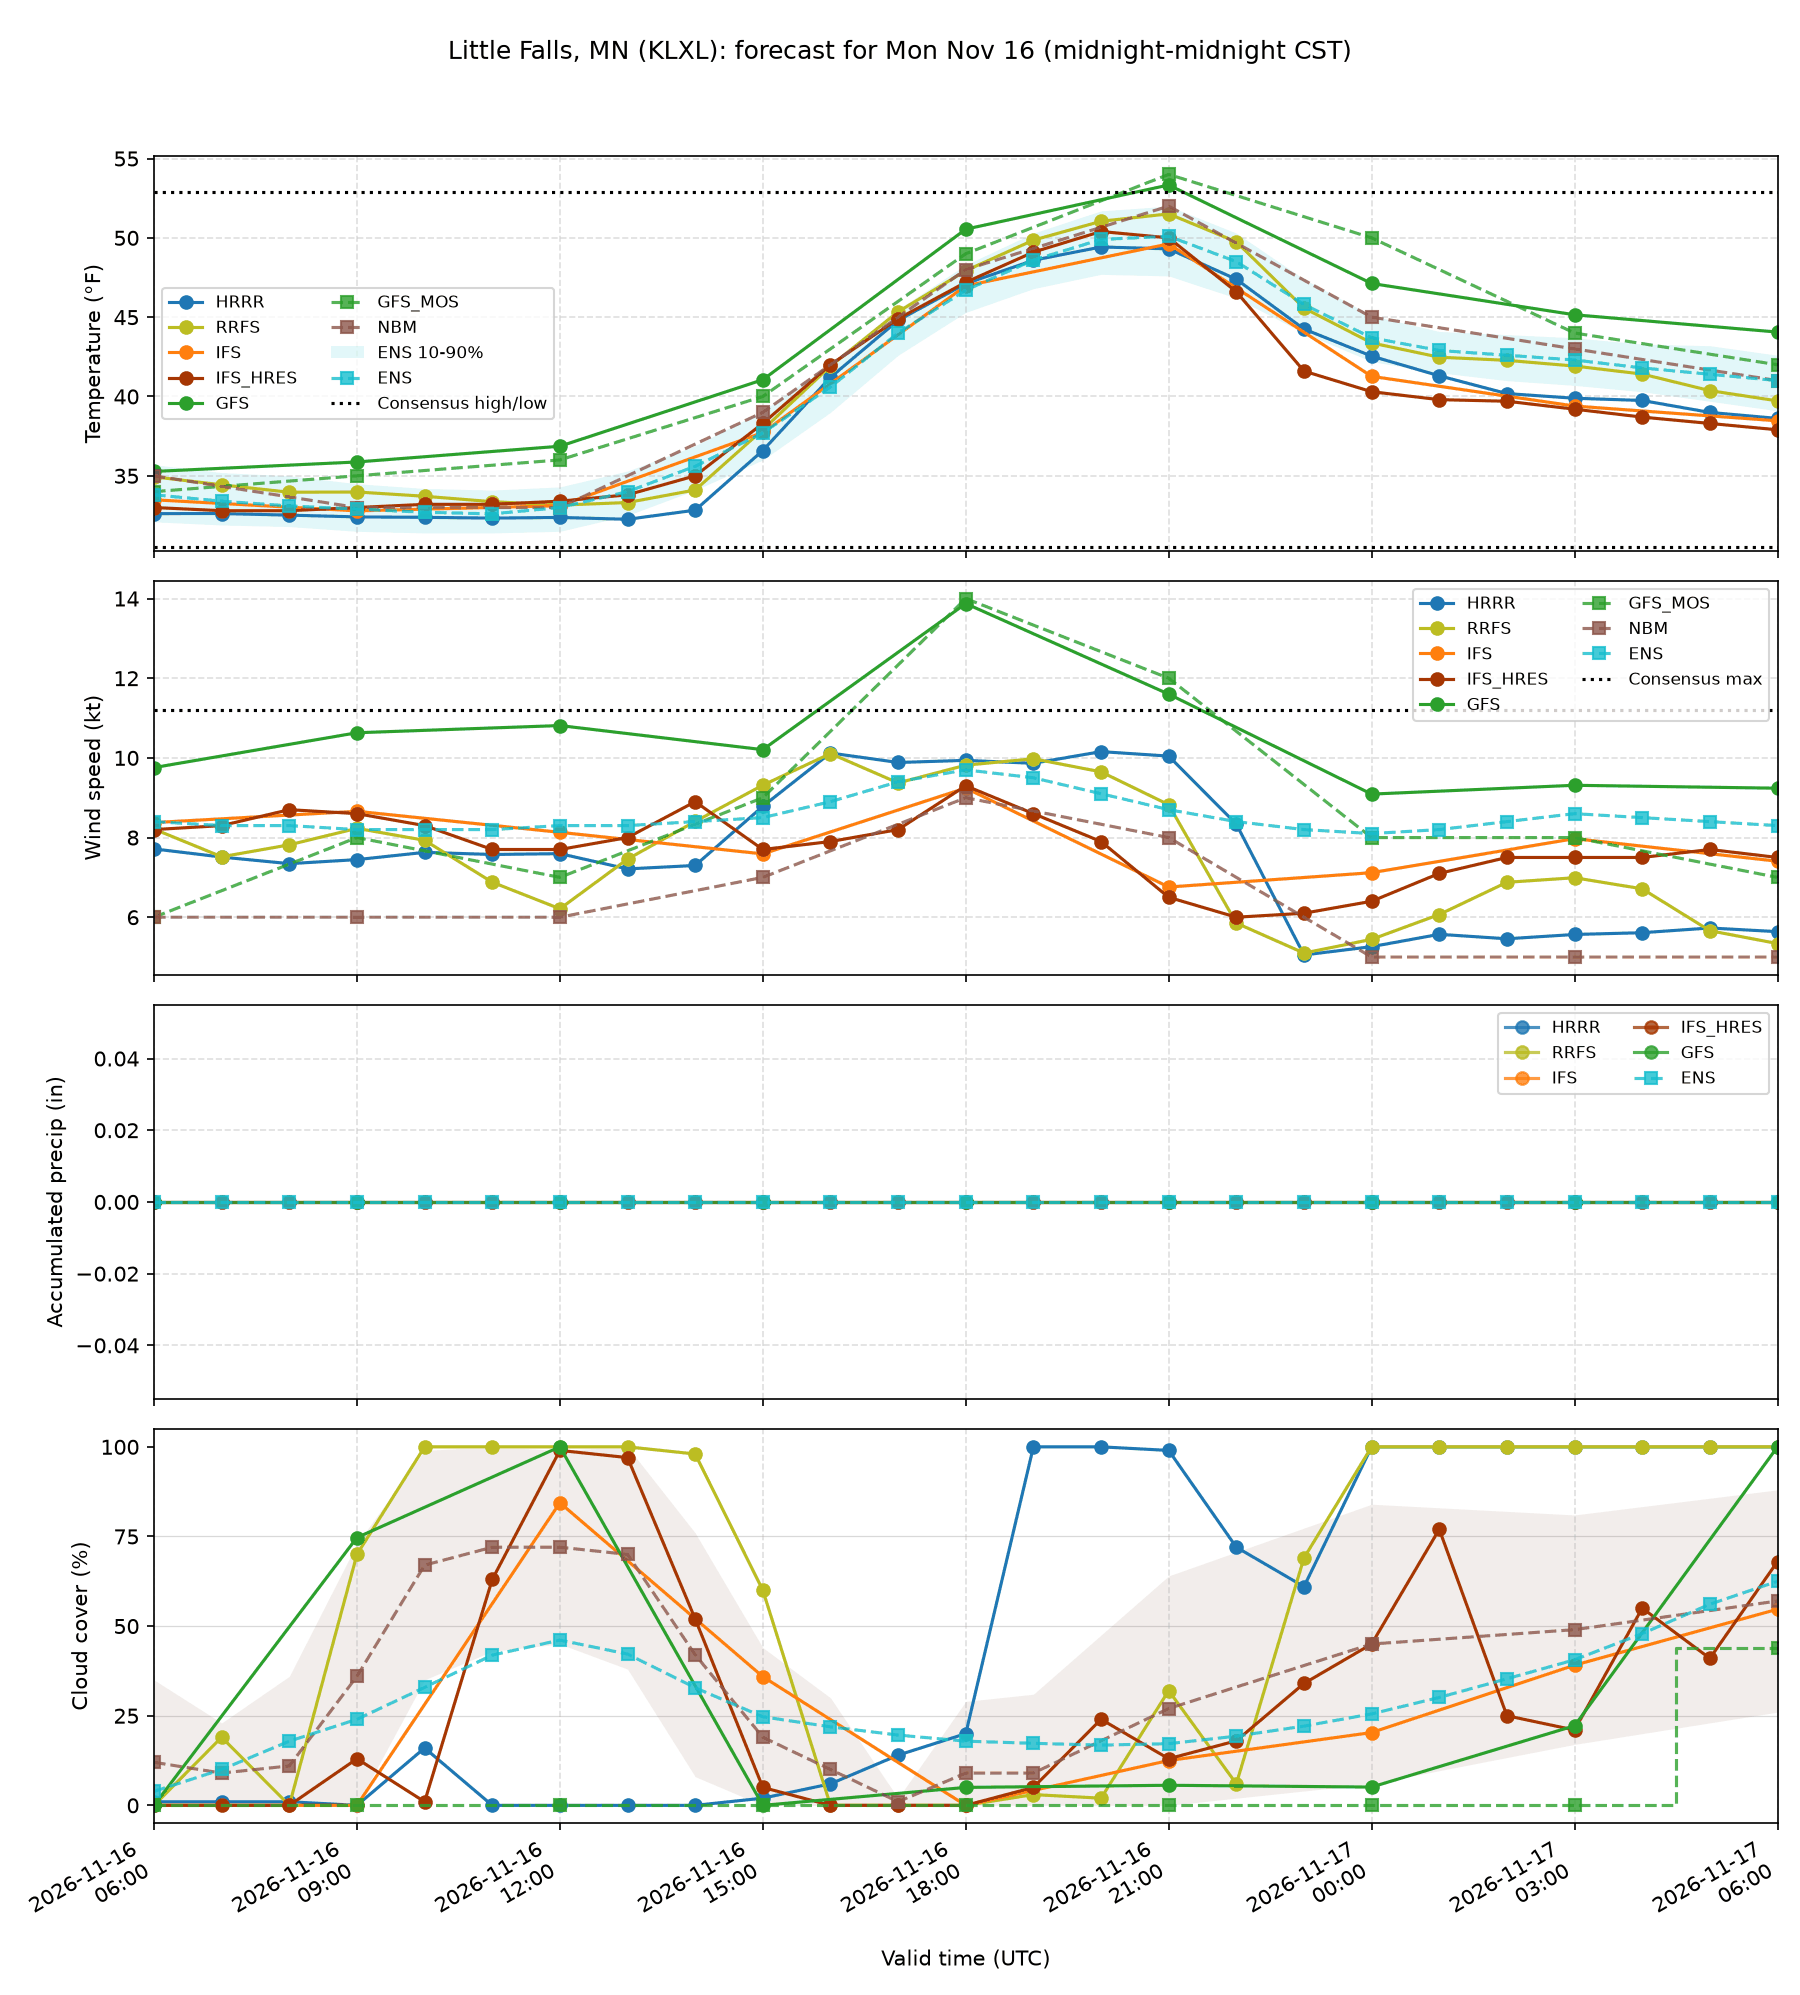 Little Falls, MN (KLXL): forecast for Mon Nov 16 (midnight-midnight CST)
Temperature (°F)
55
50
45
40
35
HRRR
RRFS
IFS
IFS_HRES
GFS
GFS_MOS
NBM
ENS 10-90%
ENS
Consensus high/low
Wind speed (kt)
14
12
10
8
6
HRRR
RRFS
IFS
IFS_HRES
GFS
GFS_MOS
NBM
ENS
Consensus max
Accumulated precip (in)
0.04
0.02
0.00
−0.02
−0.04
HRRR
RRFS
IFS
IFS_HRES
GFS
ENS
Cloud cover (%)
100
75
50
25
0
2026-11-16
06:00
2026-11-16
09:00
2026-11-16
12:00
2026-11-16
15:00
2026-11-16
18:00
2026-11-16
21:00
2026-11-17
00:00
2026-11-17
03:00
2026-11-17
06:00
Valid time (UTC)